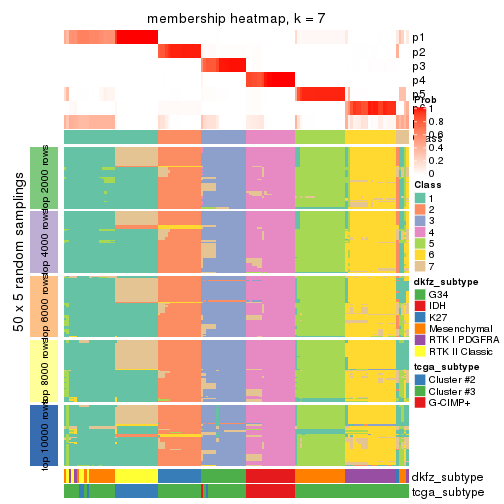 membership heatmap, k = 7
p1
p2
p3
p4
p5
p6
Prob
1
0.8
0.6
0.4
0.2
0
Class
Class
1
2
3
4
5
6
7
dkfz_subtype
G34
IDH
K27
Mesenchymal
RTK I PDGFRA
RTK II Classic
tcga_subtype
Cluster #2
Cluster #3
G-CIMP+
50 x 5 random samplings
top 2000 rows
top 4000 rows
top 6000 rows
top 8000 rows
top 10000 rows
dkfz_subtype
tcga_subtype